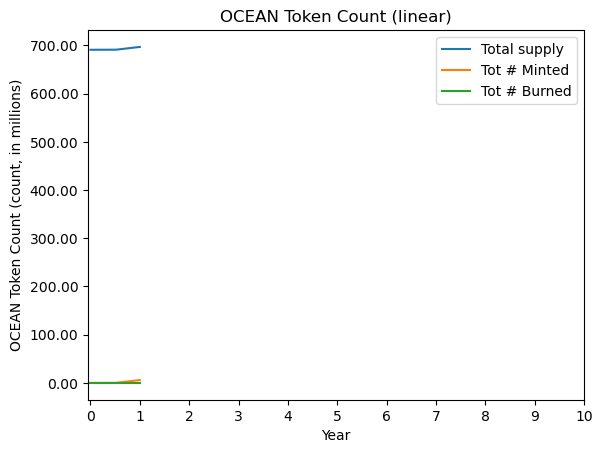 OCEAN Token Count (linear)
OCEAN Token Count (count, in millions)
700.00
600.00
500.00
400.00
300.00
200.00
100.00
0.00
Total supply
Tot # Minted
Tot # Burned
0 1 2 3 4 5 6 7 8 9 10
Year